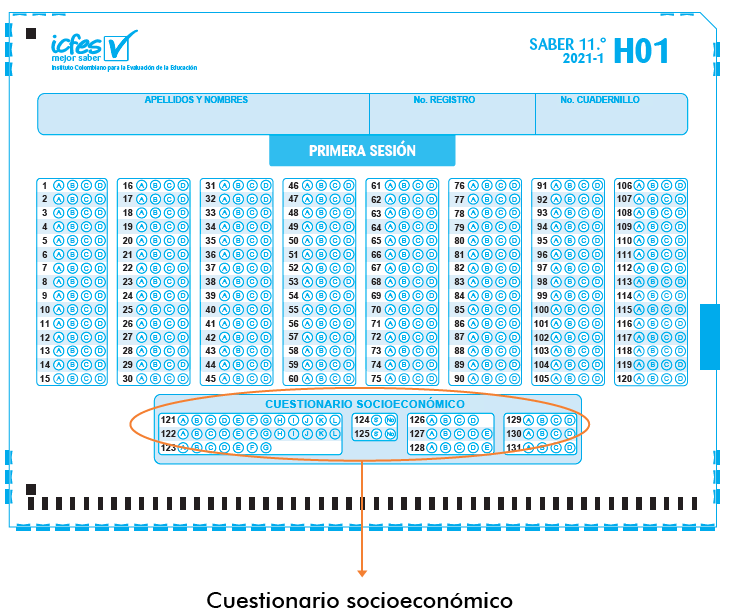 icfes
mejor saber
Instituto Colombiano para la Evaluación de la Educación
SABER 11.° H01
2021-1
APELLIDOS Y NOMBRES No. REGISTRO No. CUADERNILLO
PRIMERA SESIÓN
1 A B C D 16 A B C D 31 A B C D 46 A B C D 61 A B C D 76 A B C D 91 A B C D 106 A B C D
2 A B C D 17 A B C D 32 A B C D 47 A B C D 62 A B C D 77 A B C D 92 A B C D 107 A B C D
3 A B C D 18 A B C D 33 A B C D 48 A B C D 63 A B C D 78 A B C D 93 A B C D 108 A B C D
4 A B C D 19 A B C D 34 A B C D 49 A B C D 64 A B C D 79 A B C D 94 A B C D 109 A B C D
5 A B C D 20 A B C D 35 A B C D 50 A B C D 65 A B C D 80 A B C D 95 A B C D 110 A B C D
6 A B C D 21 A B C D 36 A B C D 51 A B C D 66 A B C D 81 A B C D 96 A B C D 111 A B C D
7 A B C D 22 A B C D 37 A B C D 52 A B C D 67 A B C D 82 A B C D 97 A B C D 112 A B C D
8 A B C D 23 A B C D 38 A B C D 53 A B C D 68 A B C D 83 A B C D 98 A B C D 113 A B C D
9 A B C D 24 A B C D 39 A B C D 54 A B C D 69 A B C D 84 A B C D 99 A B C D 114 A B C D
10 A B C D 25 A B C D 40 A B C D 55 A B C D 70 A B C D 85 A B C D 100 A B C D 115 A B C D
11 A B C D 26 A B C D 41 A B C D 56 A B C D 71 A B C D 86 A B C D 101 A B C D 116 A B C D
12 A B C D 27 A B C D 42 A B C D 57 A B C D 72 A B C D 87 A B C D 102 A B C D 117 A B C D
13 A B C D 28 A B C D 43 A B C D 58 A B C D 73 A B C D 88 A B C D 103 A B C D 118 A B C D
14 A B C D 29 A B C D 44 A B C D 59 A B C D 74 A B C D 89 A B C D 104 A B C D 119 A B C D
15 A B C D 30 A B C D 45 A B C D 60 A B C D 75 A B C D 90 A B C D 105 A B C D 120 A B C D
CUESTIONARIO SOCIOECONÓMICO
121 A B C D E F G H I J K L 124 Sí No 126 A B C D 129 A B C D
122 A B C D E F G H I J K L 125 Sí No 127 A B C D E 130 A B C D
123 A B C D E F G 128 A B C D E 131 A B C D
Cuestionario socioeconómico